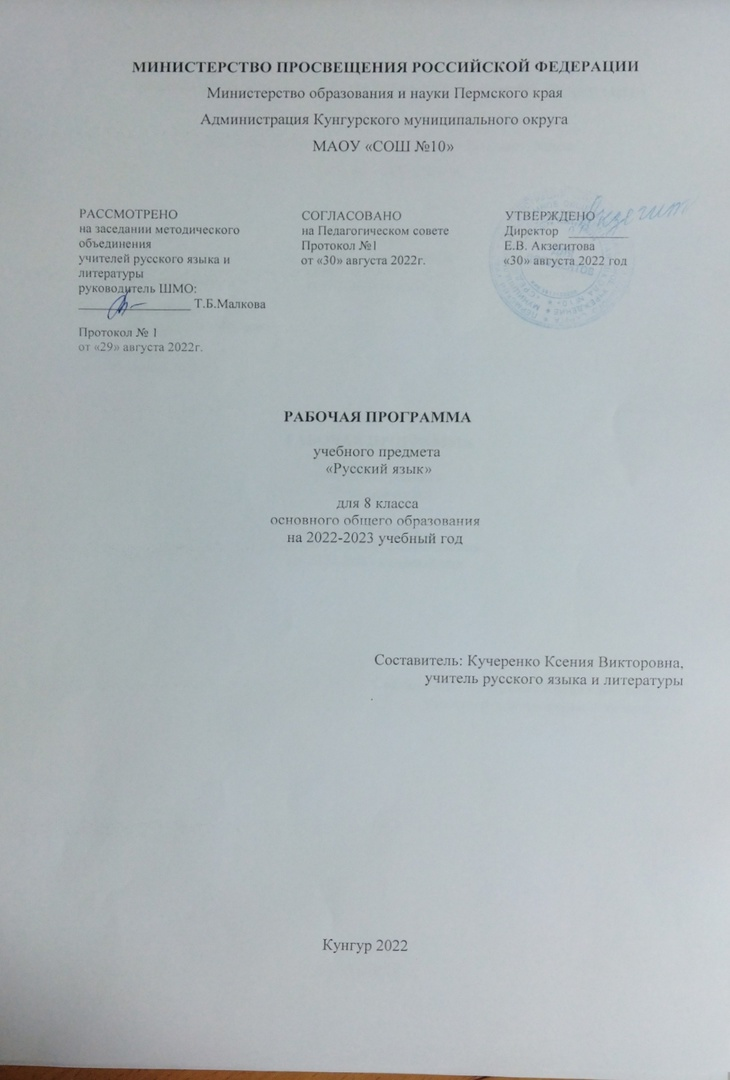 МИНИСТЕРСТВО ПРОСВЕЩЕНИЯ РОССИЙСКОЙ ФЕДЕРАЦИИ
Министерство образования и науки Пермского края
Администрация Кунгурского муниципального округа
МАОУ «СОШ №10»
РАССМОТРЕНО
на заседании методического
объединения
учителей русского языка и
литературы
руководитель ШМО:
Т.Б.Малкова
Протокол № 1
от «29» августа 2022г.
СОГЛАСОВАНО
на Педагогическом совете
Протокол №1
от «30» августа 2022г.
УТВЕРЖДЕНО
Директор
Е.В. Акзегитова
«30» августа 2022 год
РАБОЧАЯ ПРОГРАММА
учебного предмета
«Русский язык»
для 8 класса
основного общего образования
на 2022-2023 учебный год
Составитель: Кучеренко Ксения Викторовна,
учитель русского языка и литературы
Кунгур 2022